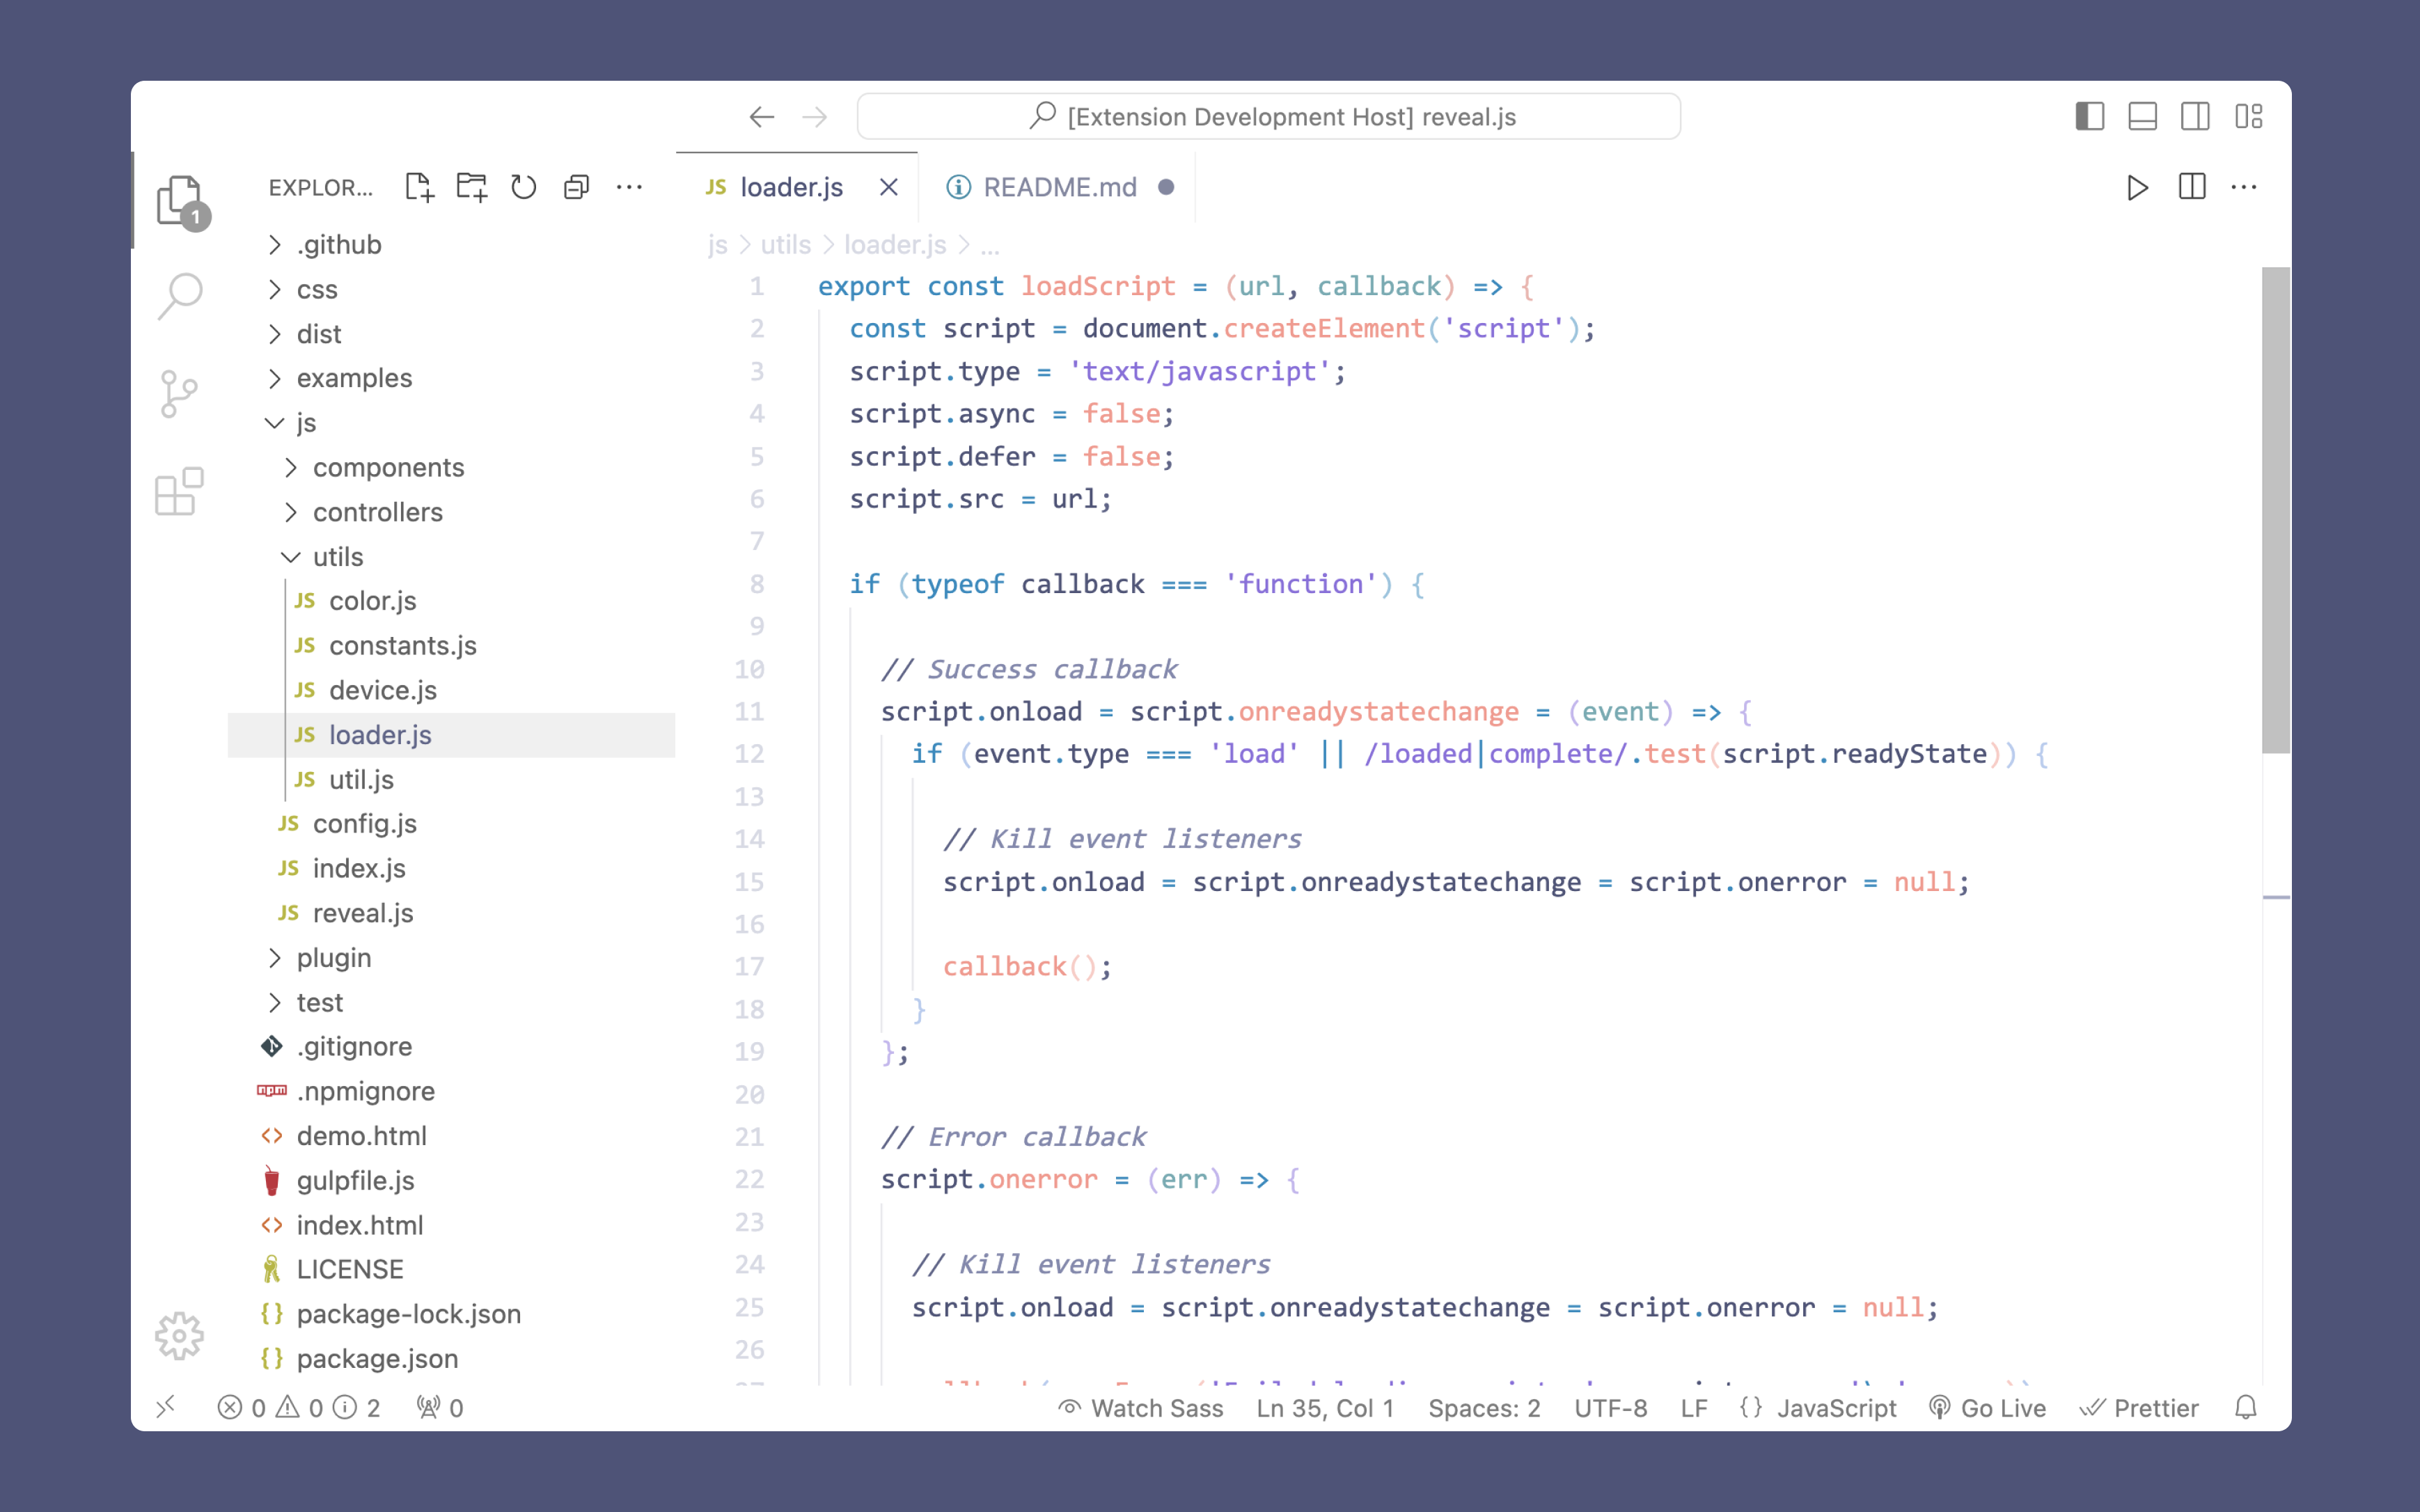 [Extension Development Host] reveal.js
1
EXPLOR...
.github
css
dist
examples
js
components
controllers
utils
JS color.js
JS constants.js
JS device.js
JS loader.js
JS util.js
JS config.js
JS index.js
JS reveal.js
plugin
test
.gitignore
npm .npmignore
<> demo.html
gulpfile.js
<> index.html
LICENSE
{} package-lock.json
{} package.json
JS loader.js
README.md
js > utils > loader.js > ...
1 export const loadScript = (url, callback) => {
2 const script = document.createElement('script');
3 script.type = 'text/javascript';
4 script.async = false;
5 script.defer = false;
6 script.src = url;
7
8 if (typeof callback === 'function') {
9
10 // Success callback
11 script.onload = script.onreadystatechange = (event) => {
12 if (event.type === 'load' || /loaded|complete/.test(script.readyState)) {
13
14 // Kill event listeners
15 script.onload = script.onreadystatechange = script.onerror = null;
16
17 callback();
18 }
19 };
20
21 // Error callback
22 script.onerror = (err) => {
23
24 // Kill event listeners
25 script.onload = script.onreadystatechange = script.onerror = null;
26
0 0 2 0
Watch Sass Ln 35, Col 1 Spaces: 2 UTF-8 LF {} JavaScript Go Live Prettier